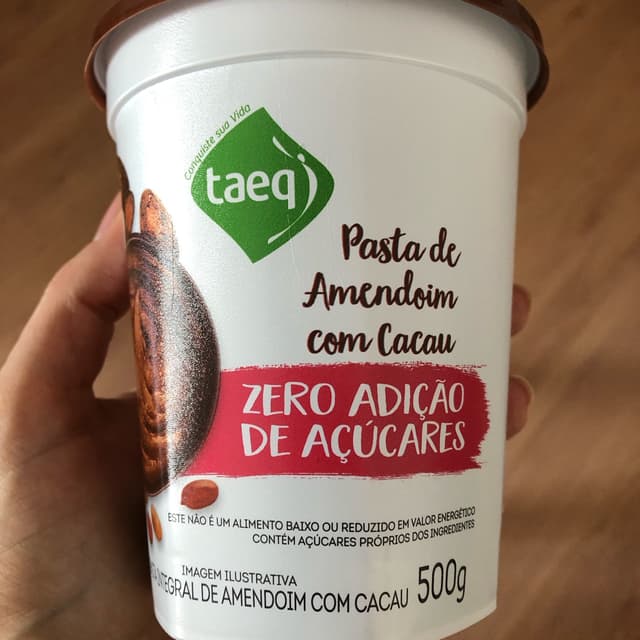 Conquiste sua Vida
taeq
Pasta de
Amendoim
com Cacau
ZERO ADIÇÃO
DE AÇÚCARES
ESTE NÃO É UM ALIMENTO BAIXO OU REDUZIDO EM VALOR ENERGÉTICO
CONTÉM AÇÚCARES PRÓPRIOS DOS INGREDIENTES
IMAGEM ILUSTRATIVA
INTEGRAL DE AMENDOIM COM CACAU 500g